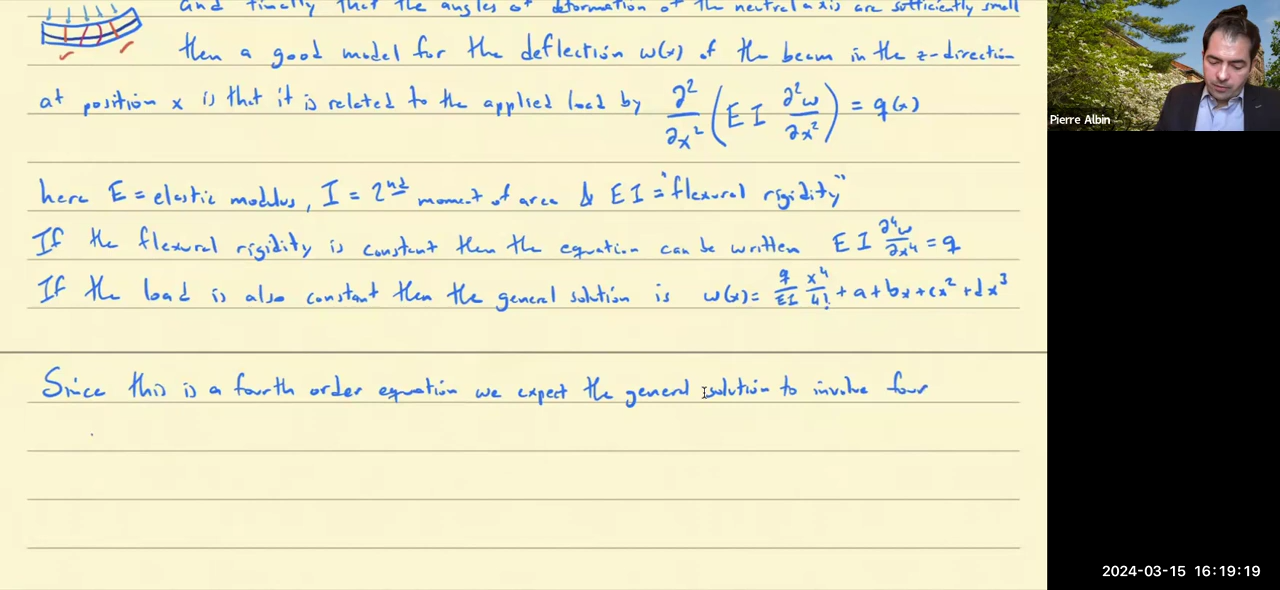 and finally that the angles of deformation of the neutral axis are sufficiently small
then a good model for the deflection w(x) of the beam in the z-direction
at position x is that it is related to the applied load by ∂²/∂x² (E I ∂²w/∂x²) = q(x)
here E = elastic modulus, I = 2nd moment of area & E I = "flexural rigidity"
If the flexural rigidity is constant then the equation can be written E I ∂⁴w/∂x⁴ = q
If the load is also constant then the general solution is w(x) = q/EI x⁴/4! + a + bx + cx² + dx³
Since this is a fourth order equation we expect the general solution to involve four
Pierre Albin
2024-03-15 16:19:19